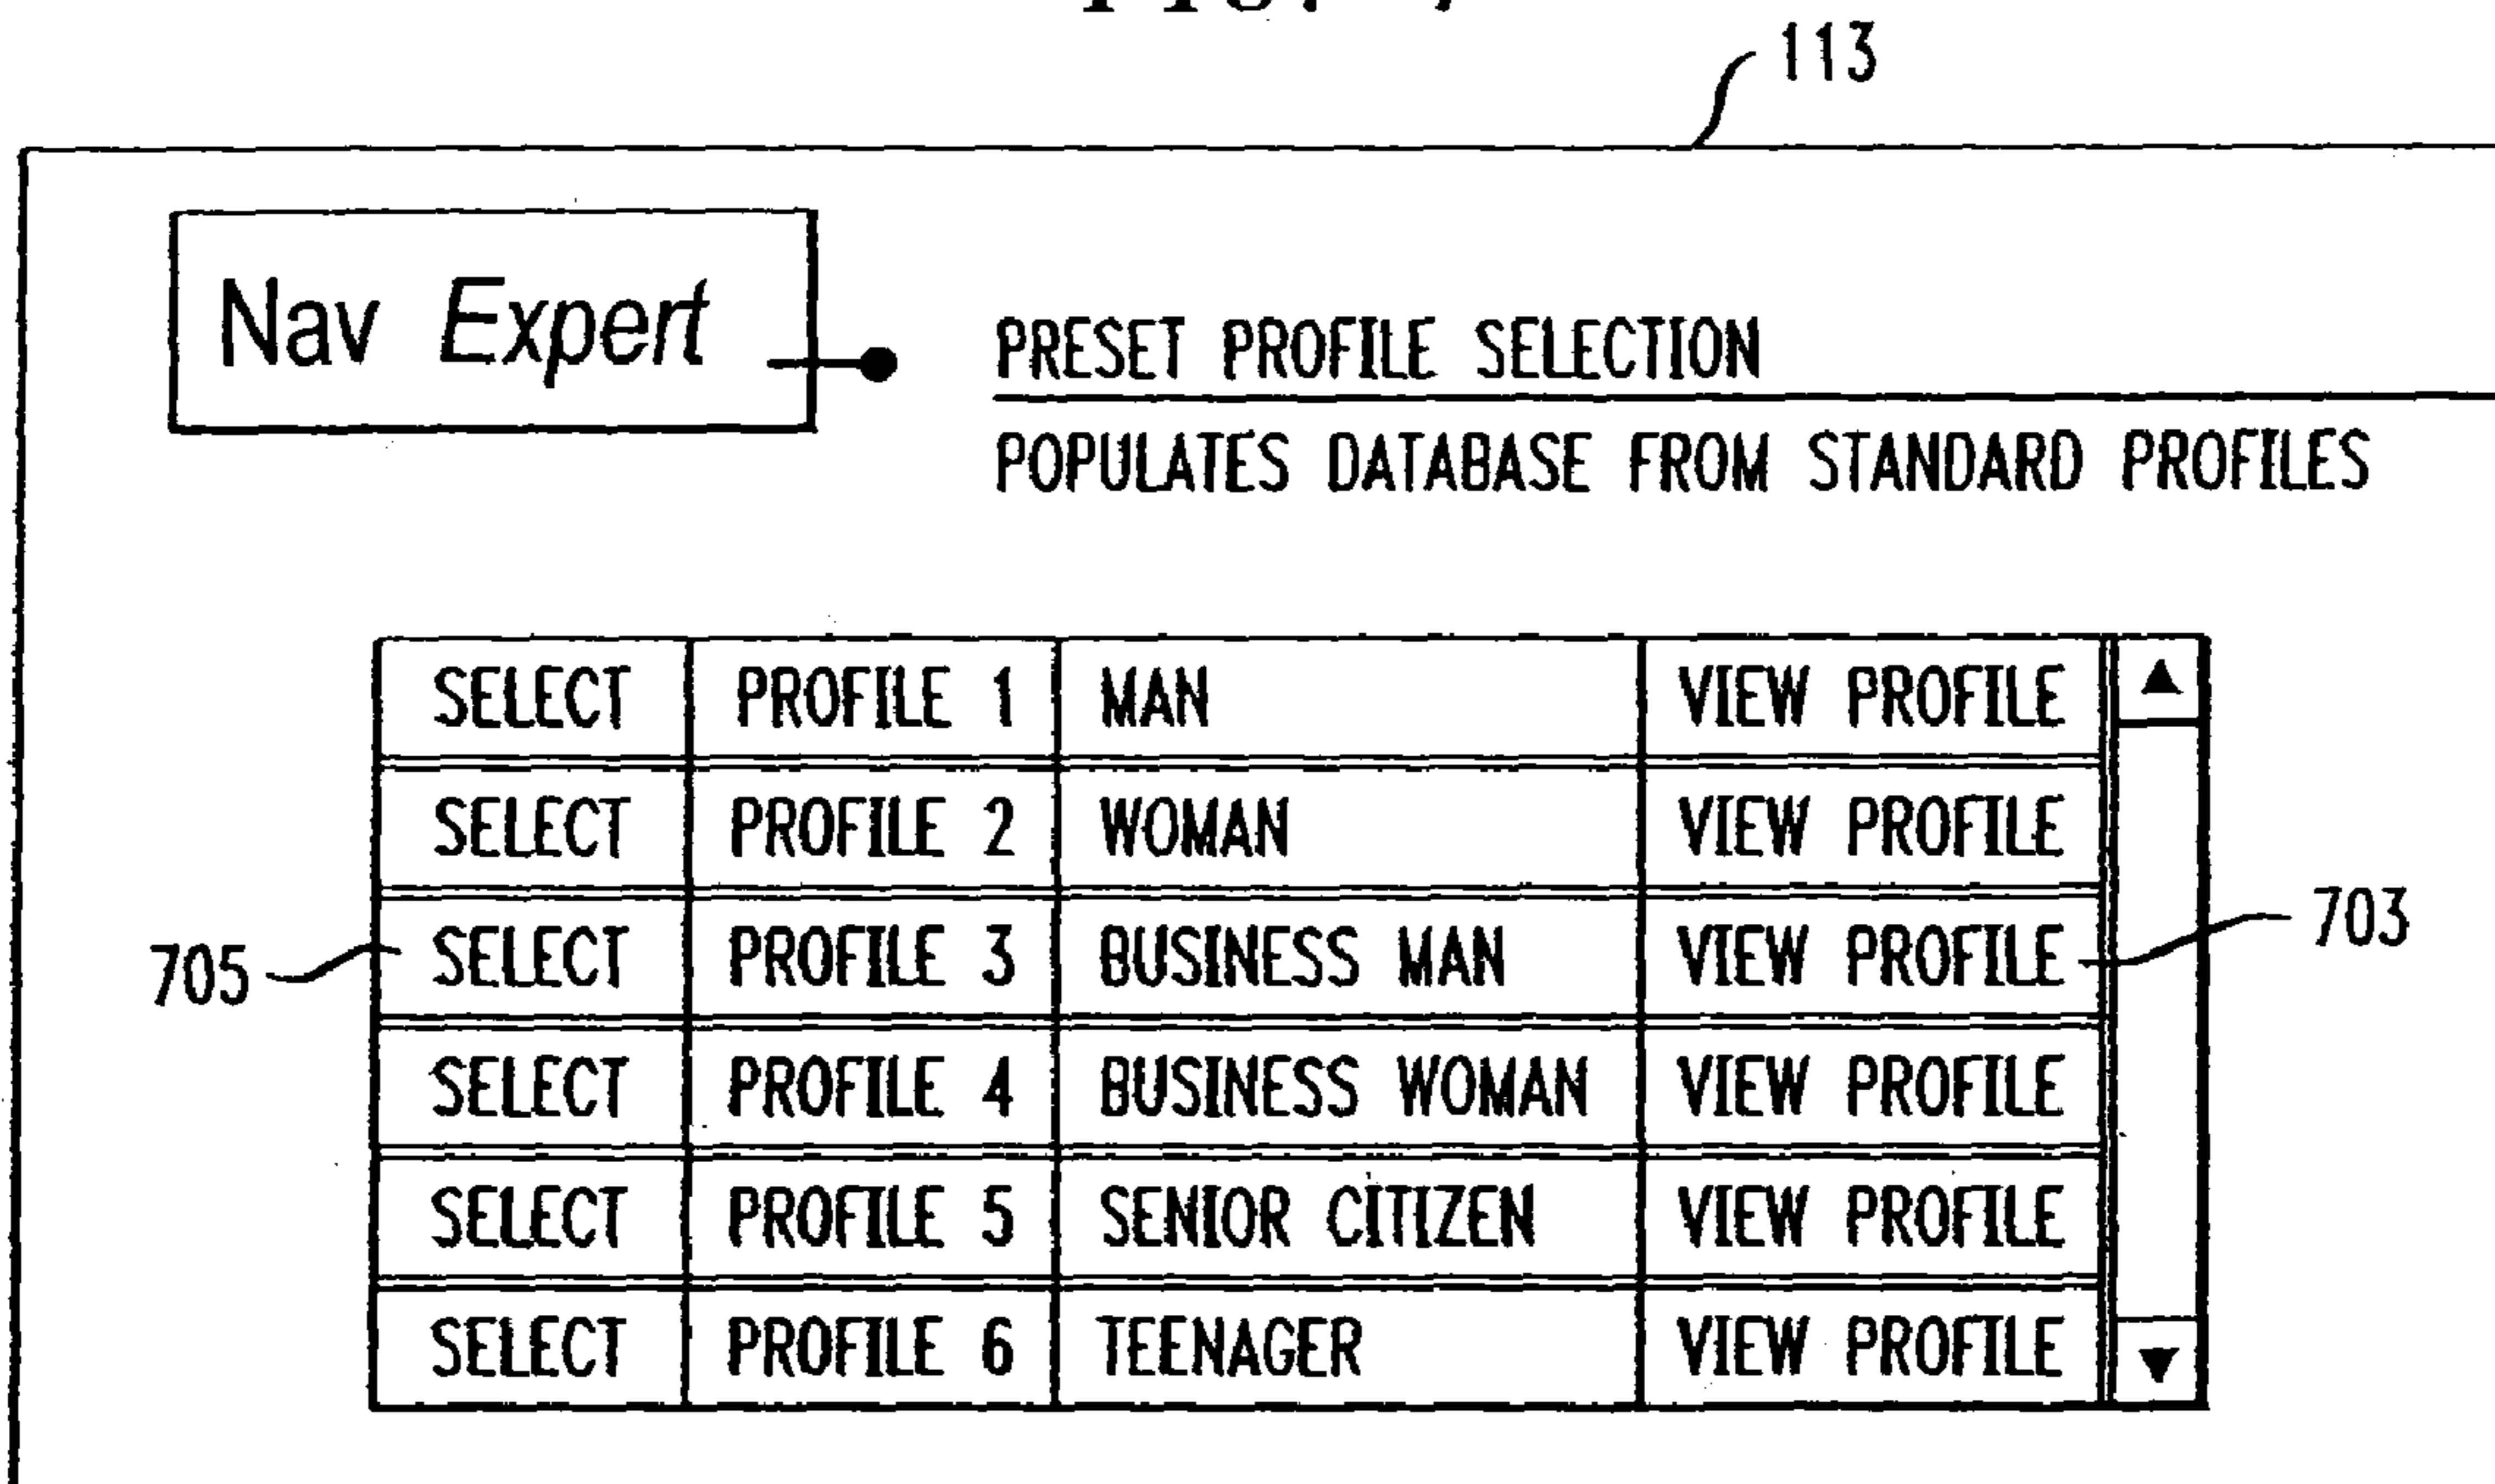 FIG. 7
113
Nav Expert
PRESET PROFILE SELECTION
POPULATES DATABASE FROM STANDARD PROFILES
SELECT PROFILE 1 MAN VIEW PROFILE
SELECT PROFILE 2 WOMAN VIEW PROFILE
705 SELECT PROFILE 3 BUSINESS MAN VIEW PROFILE 703
SELECT PROFILE 4 BUSINESS WOMAN VIEW PROFILE
SELECT PROFILE 5 SENIOR CITIZEN VIEW PROFILE
SELECT PROFILE 6 TEENAGER VIEW PROFILE